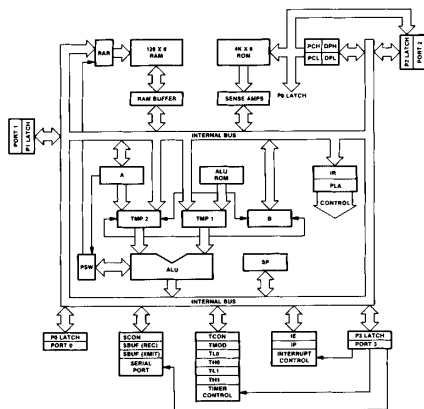 RAR
128 X 8
RAM
4K X 8
ROM
PCH
DPH
PCL
DPL
P2 LATCH
PORT 2
P0 LATCH
RAM BUFFER
SENSE AMPS
PORT 1
P1 LATCH
INTERNAL BUS
A
ALU
ROM
IR
PLA
CONTROL
TMP 2
TMP 1
B
PSW
ALU
SP
INTERNAL BUS
P0 LATCH
PORT 0
SCON
SBUF (REC)
SBUF (XMIT)
SERIAL
PORT
TCON
TMOD
TL0
TH0
TL1
TH1
TIMER CONTROL
IE
IP
INTERRUPT
CONTROL
P3 LATCH
PORT 3